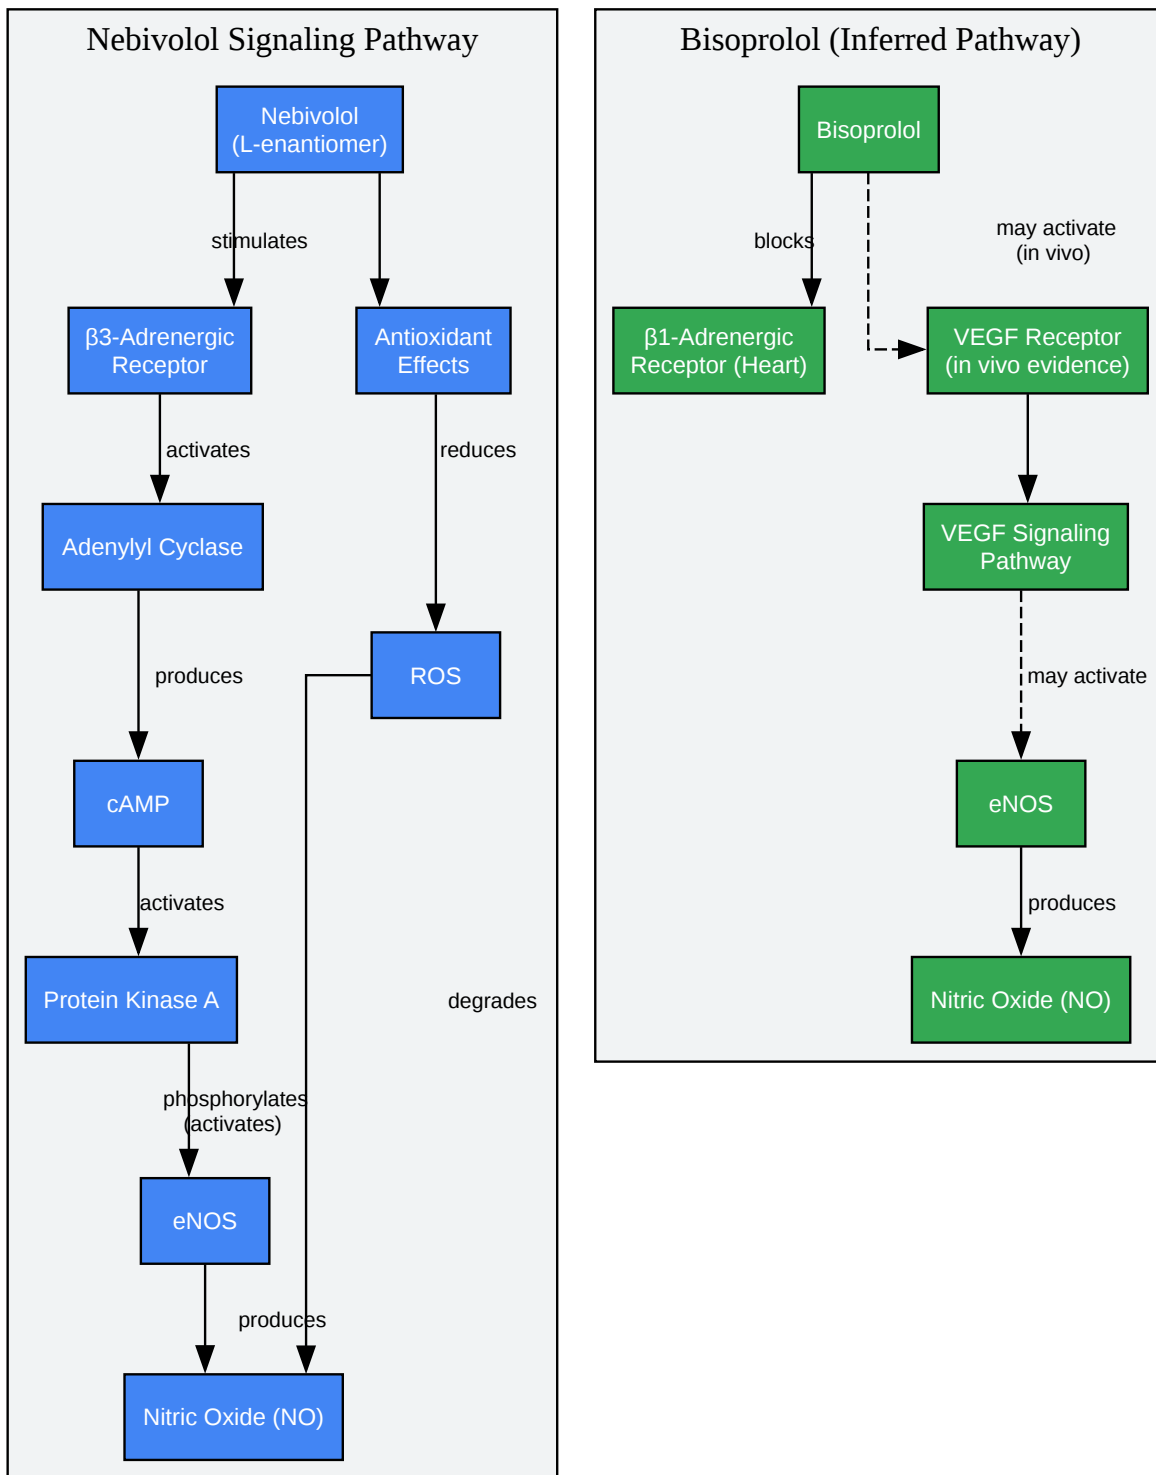 Nebivolol Signaling Pathway
Nebivolol
(L-enantiomer)
stimulates
β3-Adrenergic
Receptor
Antioxidant
Effects
activates
reduces
Adenylyl Cyclase
produces
ROS
cAMP
activates
Protein Kinase A
degrades
phosphorylates
(activates)
eNOS
produces
Nitric Oxide (NO)
Bisoprolol (Inferred Pathway)
Bisoprolol
blocks
may activate
(in vivo)
β1-Adrenergic
Receptor (Heart)
VEGF Receptor
(in vivo evidence)
VEGF Signaling
Pathway
may activate
eNOS
produces
Nitric Oxide (NO)